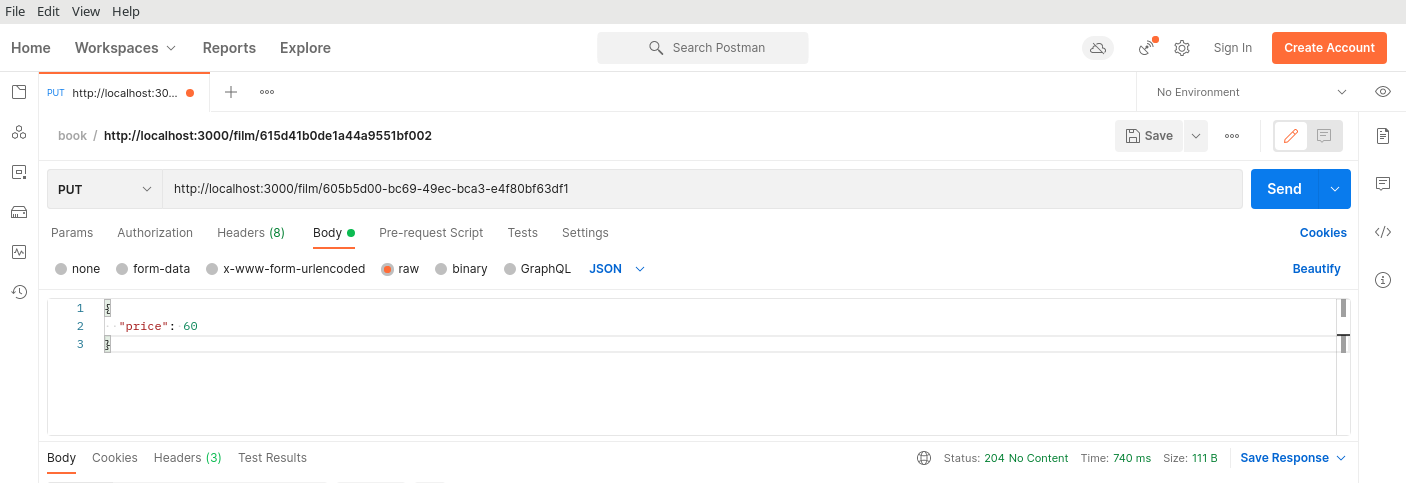 File Edit View Help
Home Workspaces Reports Explore Search Postman Sign In Create Account
PUT http://localhost:30... No Environment
book / http://localhost:3000/film/615d41b0de1a44a9551bf002 Save
PUT http://localhost:3000/film/605b5d00-bc69-49ec-bca3-e4f80bf63df1 Send
Params Authorization Headers (8) Body Pre-request Script Tests Settings Cookies
none form-data x-www-form-urlencoded raw binary GraphQL JSON Beautify
1 {
2 "price": 60
3 }
Body Cookies Headers (3) Test Results Status: 204 No Content Time: 740 ms Size: 111 B Save Response